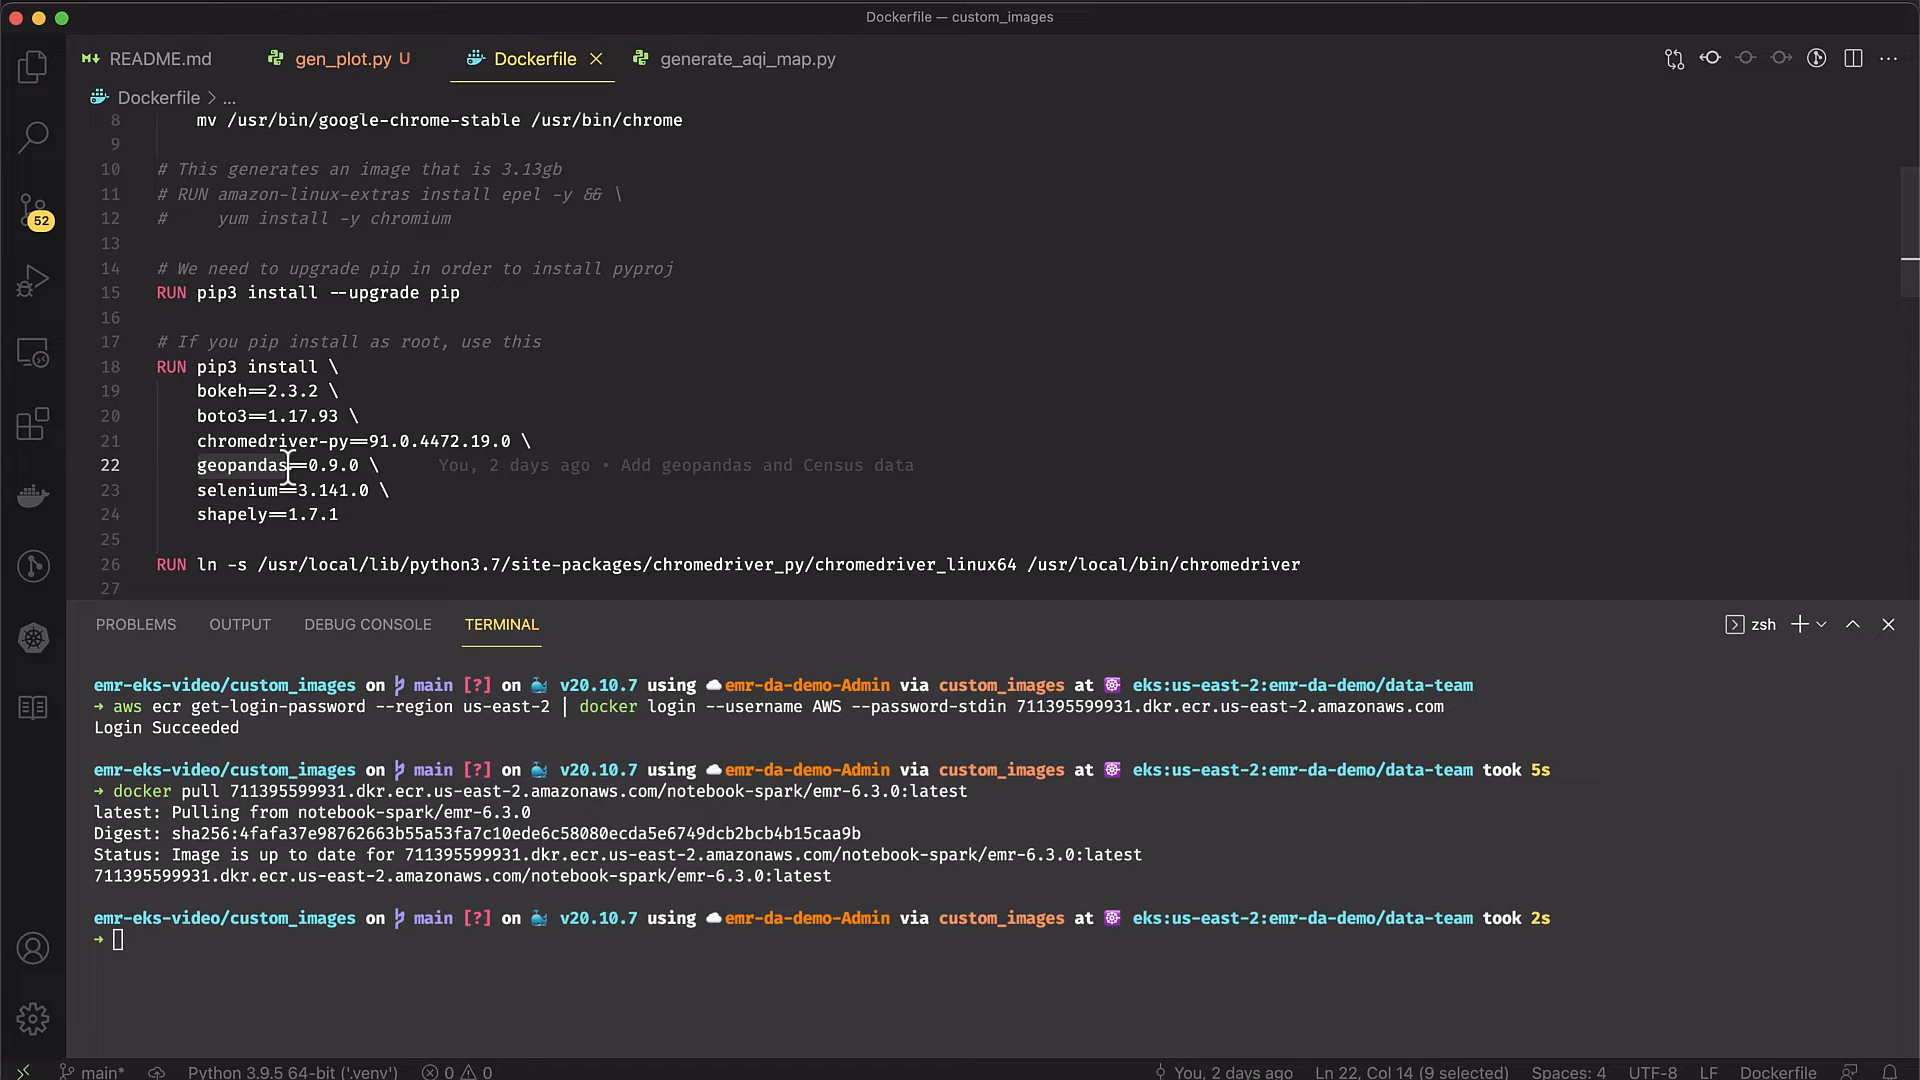 Dockerfile — custom_images
README.md
gen_plot.py U
Dockerfile
generate_aqi_map.py
Dockerfile > ...
8 mv /usr/bin/google-chrome-stable /usr/bin/chrome
9
10 # This generates an image that is 3.13gb
11 # RUN amazon-linux-extras install epel -y && \
12 # yum install -y chromium
13
14 # We need to upgrade pip in order to install pyproj
15 RUN pip3 install --upgrade pip
16
17 # If you pip install as root, use this
18 RUN pip3 install \
19 bokeh==2.3.2 \
20 boto3==1.17.93 \
21 chromedriver-py==91.0.4472.19.0 \
22 geopandas==0.9.0 \ You, 2 days ago • Add geopandas and Census data
23 selenium==3.141.0 \
24 shapely==1.7.1
25
26 RUN ln -s /usr/local/lib/python3.7/site-packages/chromedriver_py/chromedriver_linux64 /usr/local/bin/chromedriver
27
52
PROBLEMS OUTPUT DEBUG CONSOLE TERMINAL
zsh
emr-eks-video/custom_images on main [?] on v20.10.7 using emr-da-demo-Admin via custom_images at eks:us-east-2:emr-da-demo/data-team
→ aws ecr get-login-password --region us-east-2 | docker login --username AWS --password-stdin 711395599931.dkr.ecr.us-east-2.amazonaws.com
Login Succeeded
emr-eks-video/custom_images on main [?] on v20.10.7 using emr-da-demo-Admin via custom_images at eks:us-east-2:emr-da-demo/data-team took 5s
→ docker pull 711395599931.dkr.ecr.us-east-2.amazonaws.com/notebook-spark/emr-6.3.0:latest
latest: Pulling from notebook-spark/emr-6.3.0
Digest: sha256:4fafa37e98762663b55a53fa7c10ede6c58080ecda5e6749dcb2bcb4b15caa9b
Status: Image is up to date for 711395599931.dkr.ecr.us-east-2.amazonaws.com/notebook-spark/emr-6.3.0:latest
711395599931.dkr.ecr.us-east-2.amazonaws.com/notebook-spark/emr-6.3.0:latest
emr-eks-video/custom_images on main [?] on v20.10.7 using emr-da-demo-Admin via custom_images at eks:us-east-2:emr-da-demo/data-team took 2s
→
main* Python 3.9.5 64-bit ('.venv') 0 0 You, 2 days ago Ln 22, Col 14 (9 selected) Spaces: 4 UTF-8 LF Dockerfile